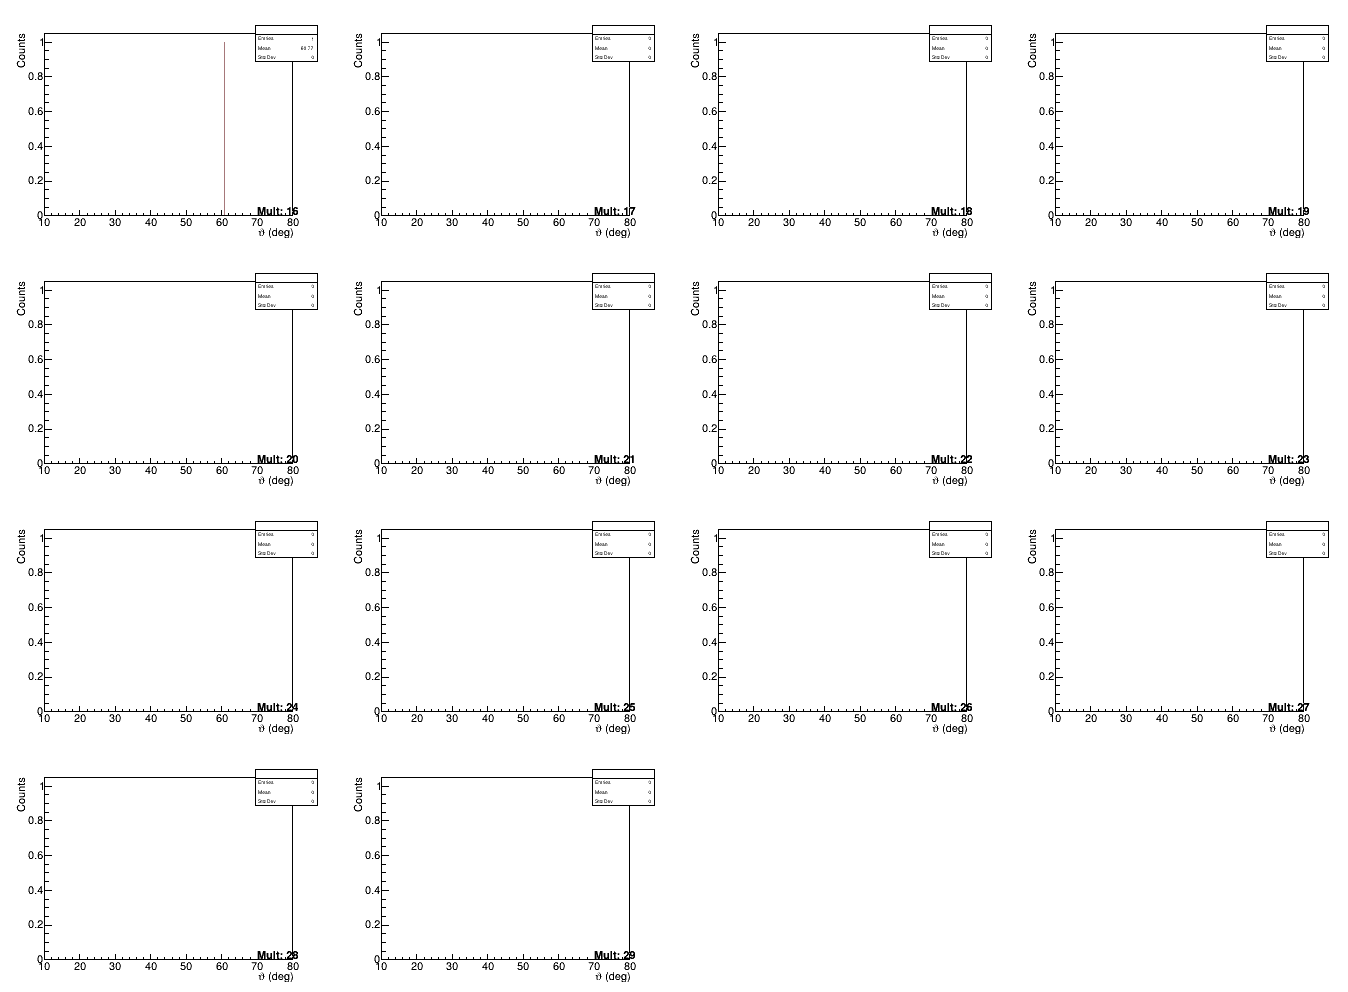 Counts
1
0.8
0.6
0.4
0.2
0
Entries 1
Mean
Std Dev 0
Mult: 16
10 20 30 40 50 60 70 80
ϑ (deg)
Counts
1
0.8
0.6
0.4
0.2
0
Entries 0
Mean 0
Std Dev 0
Mult: 17
10 20 30 40 50 60 70 80
ϑ (deg)
Counts
1
0.8
0.6
0.4
0.2
0
Entries 0
Mean 0
Std Dev 0
Mult: 18
10 20 30 40 50 60 70 80
ϑ (deg)
Counts
1
0.8
0.6
0.4
0.2
0
Entries 0
Mean 0
Std Dev 0
Mult: 19
10 20 30 40 50 60 70 80
ϑ (deg)
Counts
1
0.8
0.6
0.4
0.2
0
Entries 0
Mean 0
Std Dev 0
Mult: 20
10 20 30 40 50 60 70 80
ϑ (deg)
Counts
1
0.8
0.6
0.4
0.2
0
Entries 0
Mean 0
Std Dev 0
Mult: 21
10 20 30 40 50 60 70 80
ϑ (deg)
Counts
1
0.8
0.6
0.4
0.2
0
Entries 0
Mean 0
Std Dev 0
Mult: 22
10 20 30 40 50 60 70 80
ϑ (deg)
Counts
1
0.8
0.6
0.4
0.2
0
Entries 0
Mean 0
Std Dev 0
Mult: 23
10 20 30 40 50 60 70 80
ϑ (deg)
Counts
1
0.8
0.6
0.4
0.2
0
Entries 0
Mean 0
Std Dev 0
Mult: 24
10 20 30 40 50 60 70 80
ϑ (deg)
Counts
1
0.8
0.6
0.4
0.2
0
Entries 0
Mean 0
Std Dev 0
Mult: 25
10 20 30 40 50 60 70 80
ϑ (deg)
Counts
1
0.8
0.6
0.4
0.2
0
Entries 0
Mean 0
Std Dev 0
Mult: 26
10 20 30 40 50 60 70 80
ϑ (deg)
Counts
1
0.8
0.6
0.4
0.2
0
Entries 0
Mean 0
Std Dev 0
Mult: 27
10 20 30 40 50 60 70 80
ϑ (deg)
Counts
1
0.8
0.6
0.4
0.2
0
Entries 0
Mean 0
Std Dev 0
Mult: 28
10 20 30 40 50 60 70 80
ϑ (deg)
Counts
1
0.8
0.6
0.4
0.2
0
Entries 0
Mean 0
Std Dev 0
Mult: 29
10 20 30 40 50 60 70 80
ϑ (deg)